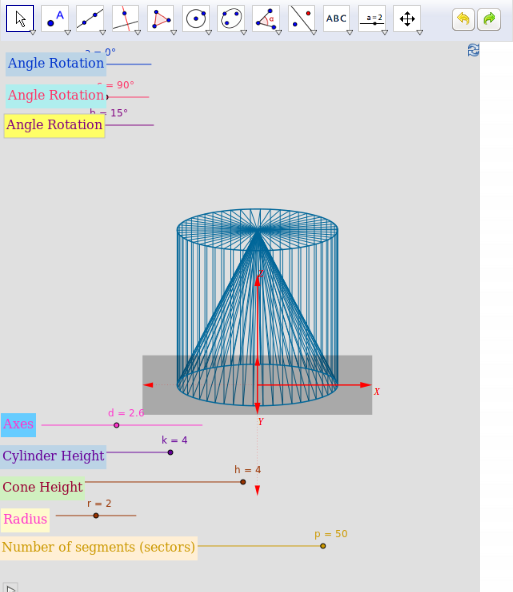 A
α
ABC
a = 2
a = 0°
Angle Rotation
= 90°
Angle Rotation
= 15°
Angle Rotation
X
Y
d = 2.6
Axes
k = 4
Cylinder Height
h = 4
Cone Height
r = 2
Radius
p = 50
Number of segments (sectors)